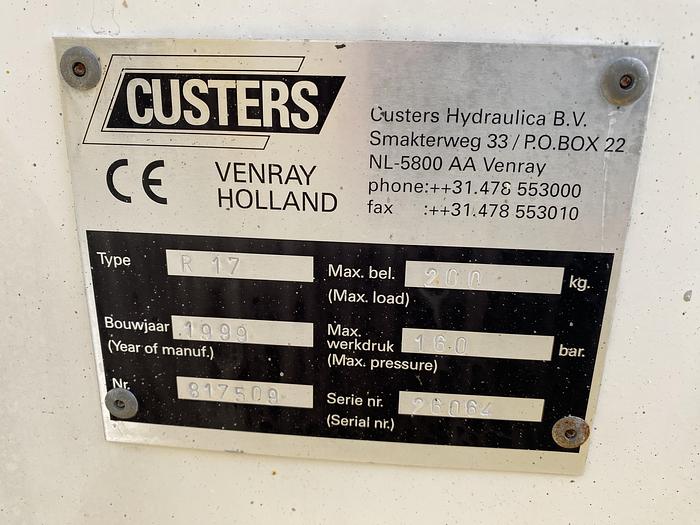 CUSTERS
CE
VENRAY
HOLLAND
Custers Hydraulica B.V.
Smakterweg 33 / P.O.BOX 22
NL-5800 AA Venray
phone:++31.478 553000
fax :++31.478 553010
Type R 17
Max. bel. 200 kg.
(Max. load)
Bouwjaar 1999
(Year of manuf.)
Max. werkdruk 160 bar.
(Max. pressure)
Nr. 817509
Serie nr. 26064
(Serial nr.)